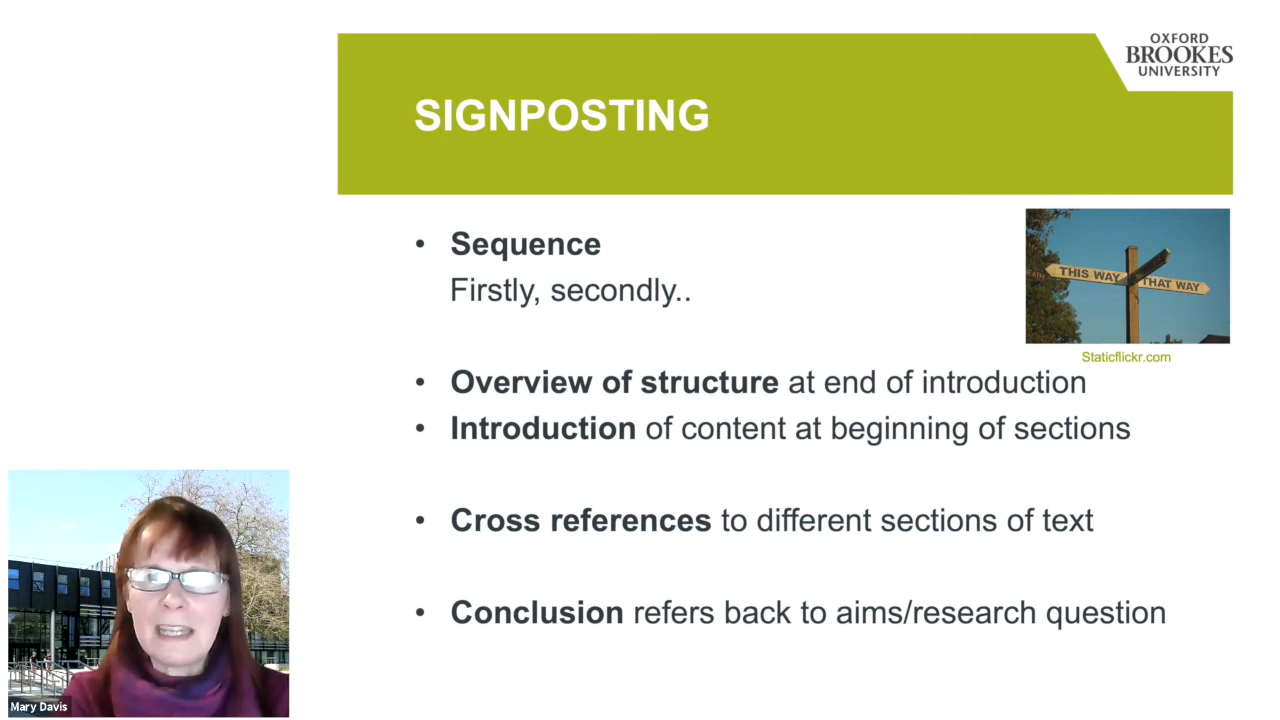 OXFORD
BROOKES
UNIVERSITY
SIGNPOSTING
• Sequence
Firstly, secondly..
THIS WAY
THAT WAY
Staticflickr.com
• Overview of structure at end of introduction
• Introduction of content at beginning of sections
• Cross references to different sections of text
• Conclusion refers back to aims/research question
Mary Davis